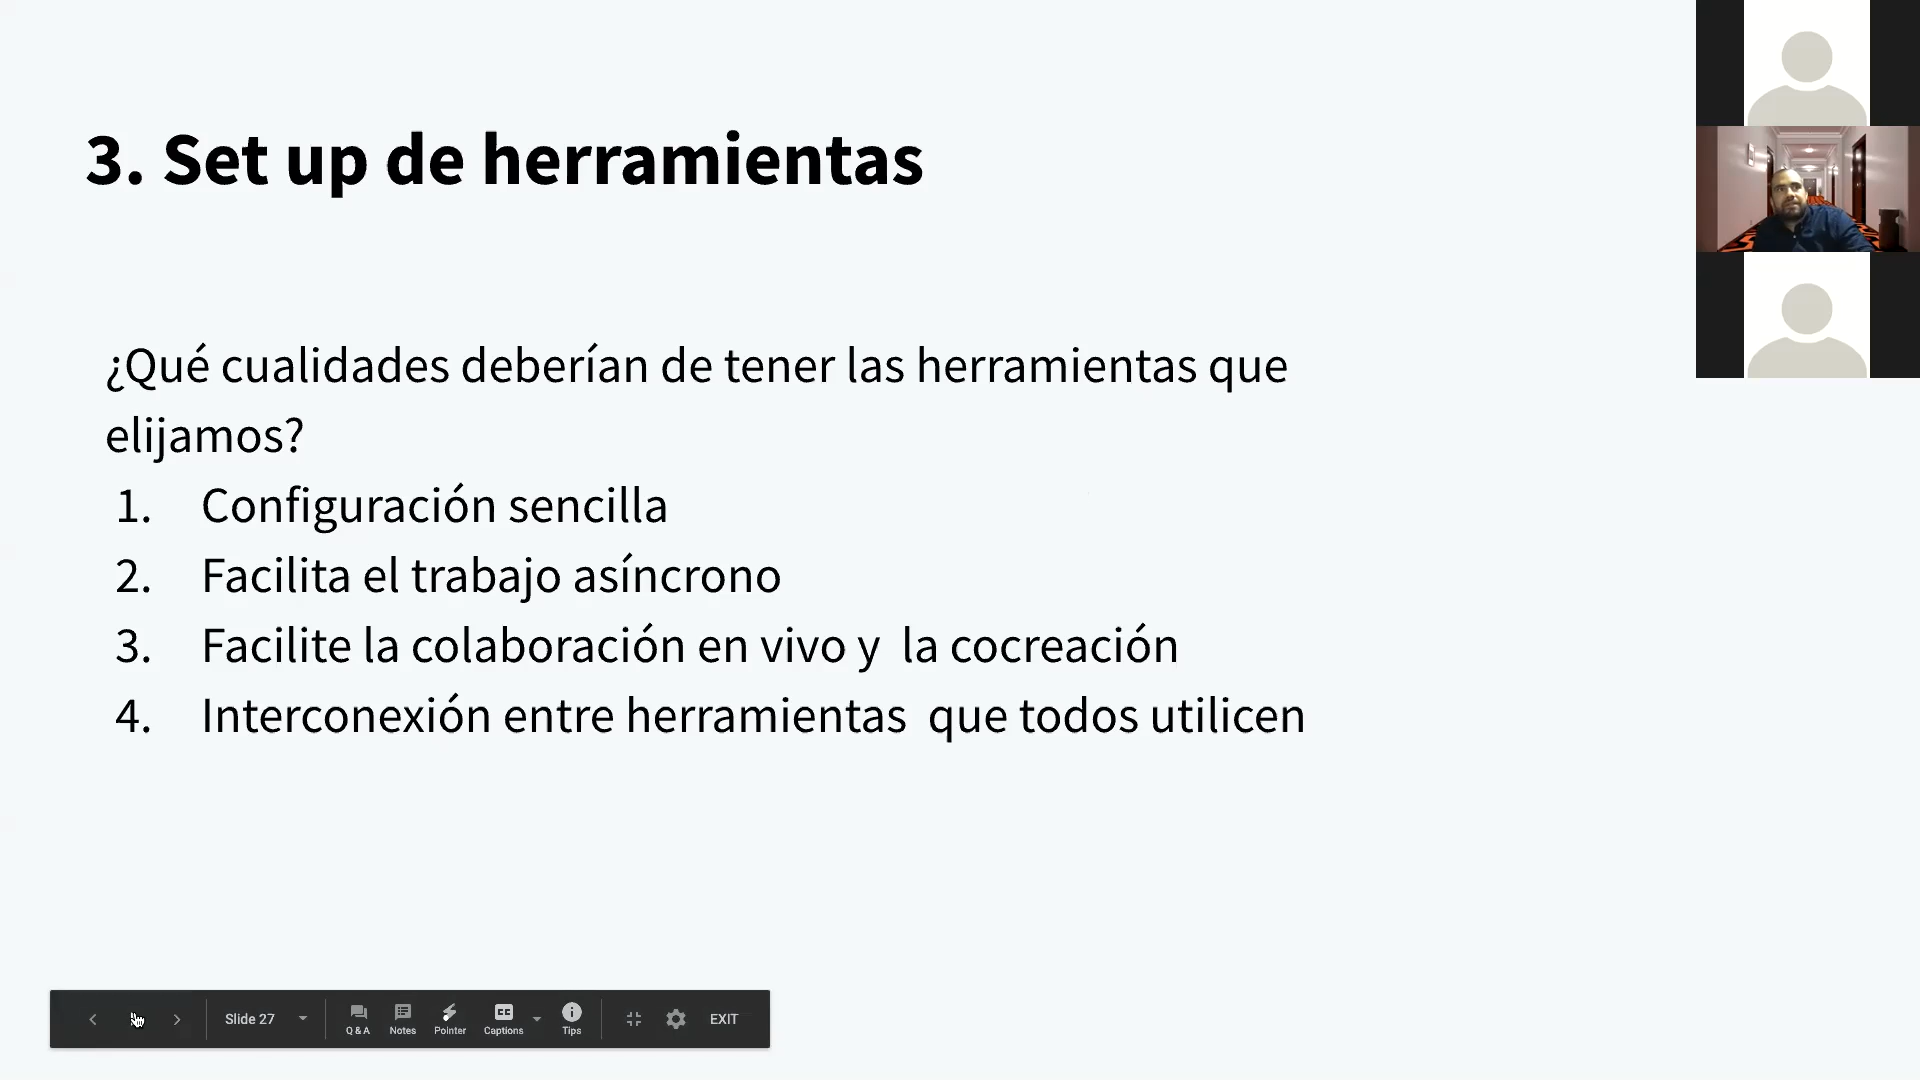 3. Set up de herramientas
¿Qué cualidades deberían de tener las herramientas que
elijamos?
1. Configuración sencilla
2. Facilita el trabajo asíncrono
3. Facilite la colaboración en vivo y  la cocreación
4. Interconexión entre herramientas  que todos utilicen
Slide 27
Q & A
Notes
Pointer
CC
Captions
Tips
EXIT